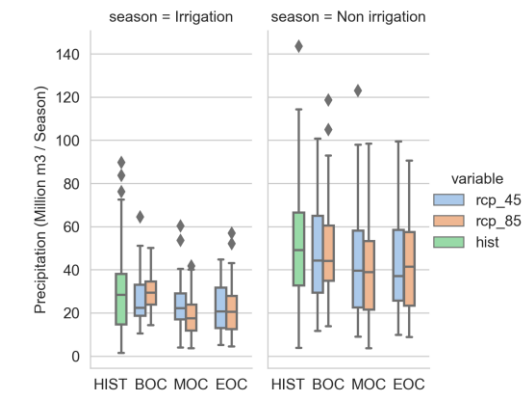 season = Irrigation season = Non irrigation
Precipitation (Million m3 / Season)
140
120
100
80
60
40
20
0
HIST BOC MOC EOC HIST BOC MOC EOC
variable
rcp_45
rcp_85
hist